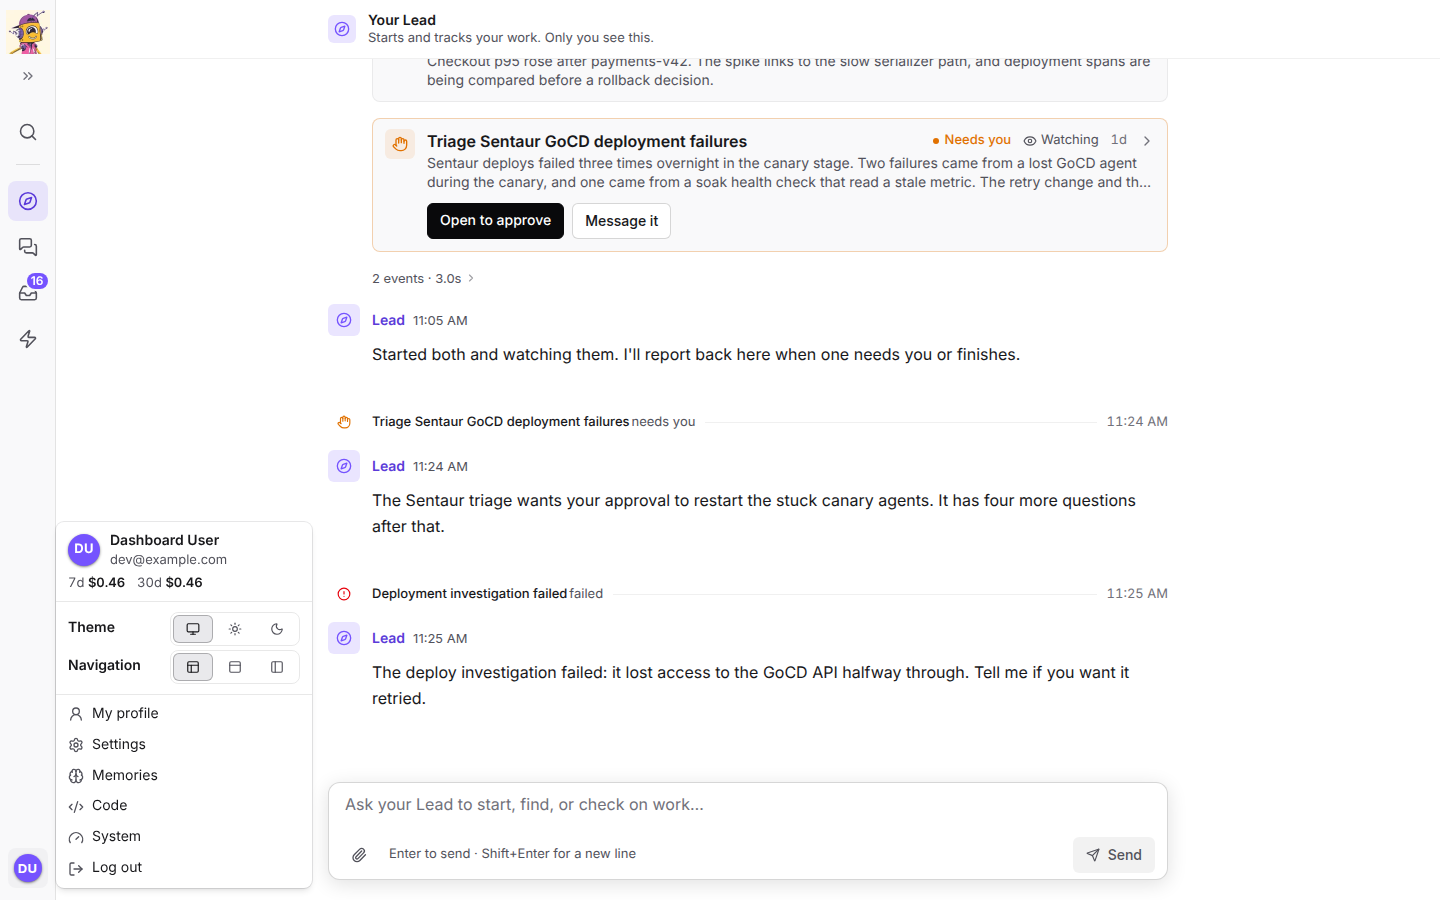 Your Lead
Starts and tracks your work. Only you see this.
Checkout p95 rose after payments-v42. The spike links to the slow serializer path, and deployment spans are
being compared before a rollback decision.
Triage Sentaur GoCD deployment failures
Needs you
Watching
1d
Sentaur deploys failed three times overnight in the canary stage. Two failures came from a lost GoCD agent
during the canary, and one came from a soak health check that read a stale metric. The retry change and th...
Open to approve
Message it
2 events · 3.0s
16
Lead 11:05 AM
Started both and watching them. I'll report back here when one needs you or finishes.
Triage Sentaur GoCD deployment failures needs you 11:24 AM
Lead 11:24 AM
The Sentaur triage wants your approval to restart the stuck canary agents. It has four more questions
after that.
Deployment investigation failed failed 11:25 AM
Lead 11:25 AM
The deploy investigation failed: it lost access to the GoCD API halfway through. Tell me if you want it
retried.
DU
Dashboard User
dev@example.com
7d $0.46 30d $0.46
Theme
Navigation
My profile
Settings
Memories
Code
System
Log out
DU
Ask your Lead to start, find, or check on work...
Enter to send · Shift+Enter for a new line
Send